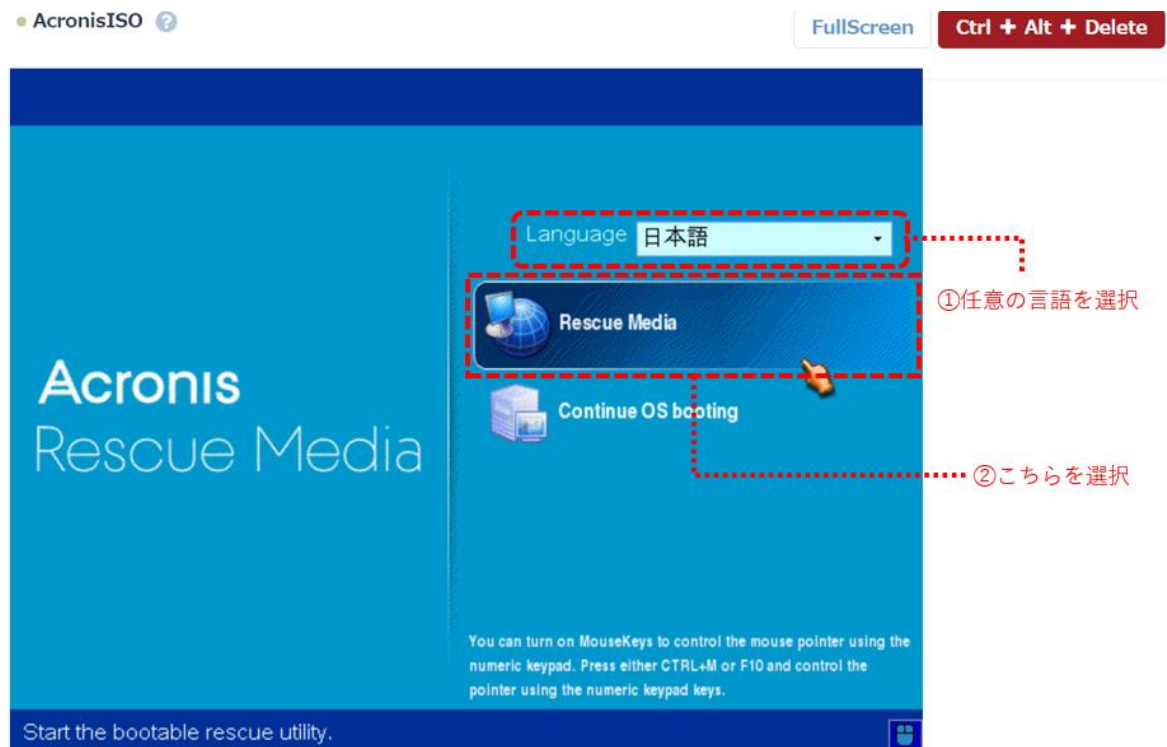 AcronisISO
FullScreen
Ctrl + Alt + Delete
Language 日本語
①任意の言語を選択
Rescue Media
Acronis
Rescue Media
Continue OS booting
②こちらを選択
You can turn on MouseKeys to control the mouse pointer using the
numeric keypad. Press either CTRL+M or F10 and control the
pointer using the numeric keypad keys.
Start the bootable rescue utility.